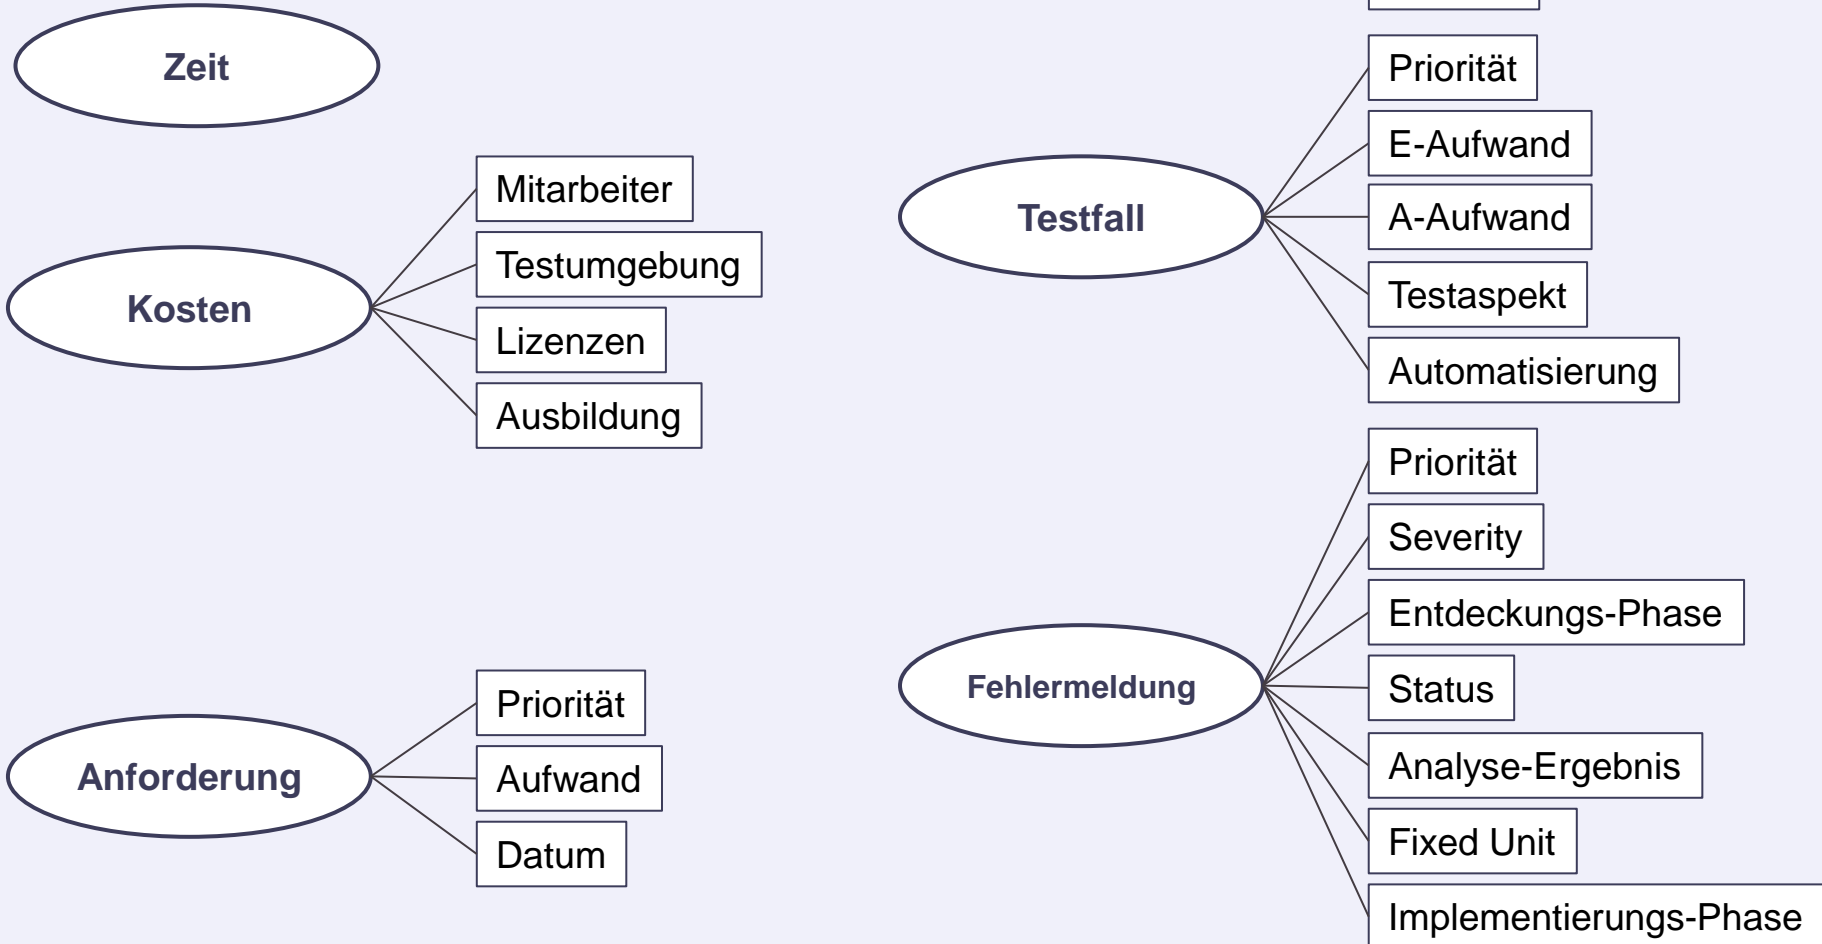 Zeit
Kosten
Mitarbeiter
Testumgebung
Lizenzen
Ausbildung
Anforderung
Priorität
Aufwand
Datum
Testfall
Priorität
E-Aufwand
A-Aufwand
Testaspekt
Automatisierung
Fehlermeldung
Priorität
Severity
Entdeckungs-Phase
Status
Analyse-Ergebnis
Fixed Unit
Implementierungs-Phase